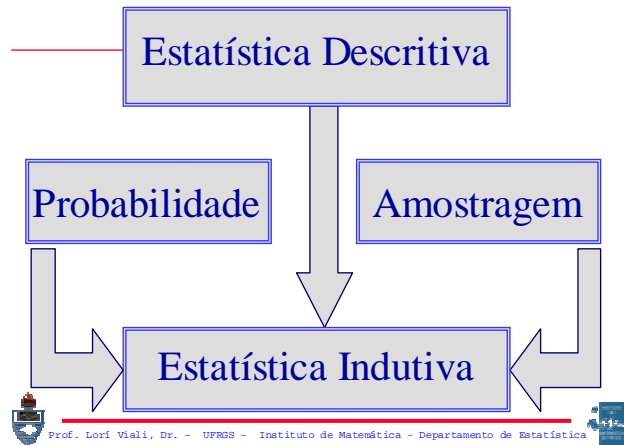 Estatística Descritiva
Probabilidade
Amostragem
Estatística Indutiva
Prof. Lorí Viali, Dr. - UFRGS - Instituto de Matemática - Departamento de Estatística